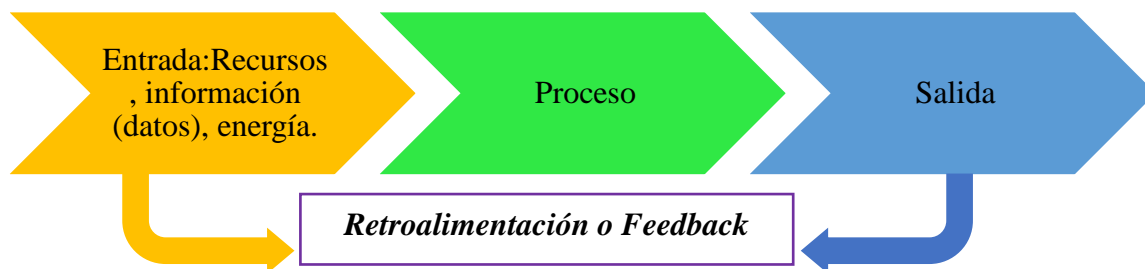 Entrada:Recursos
, información
(datos), energía.
Proceso
Salida
Retroalimentación o Feedback